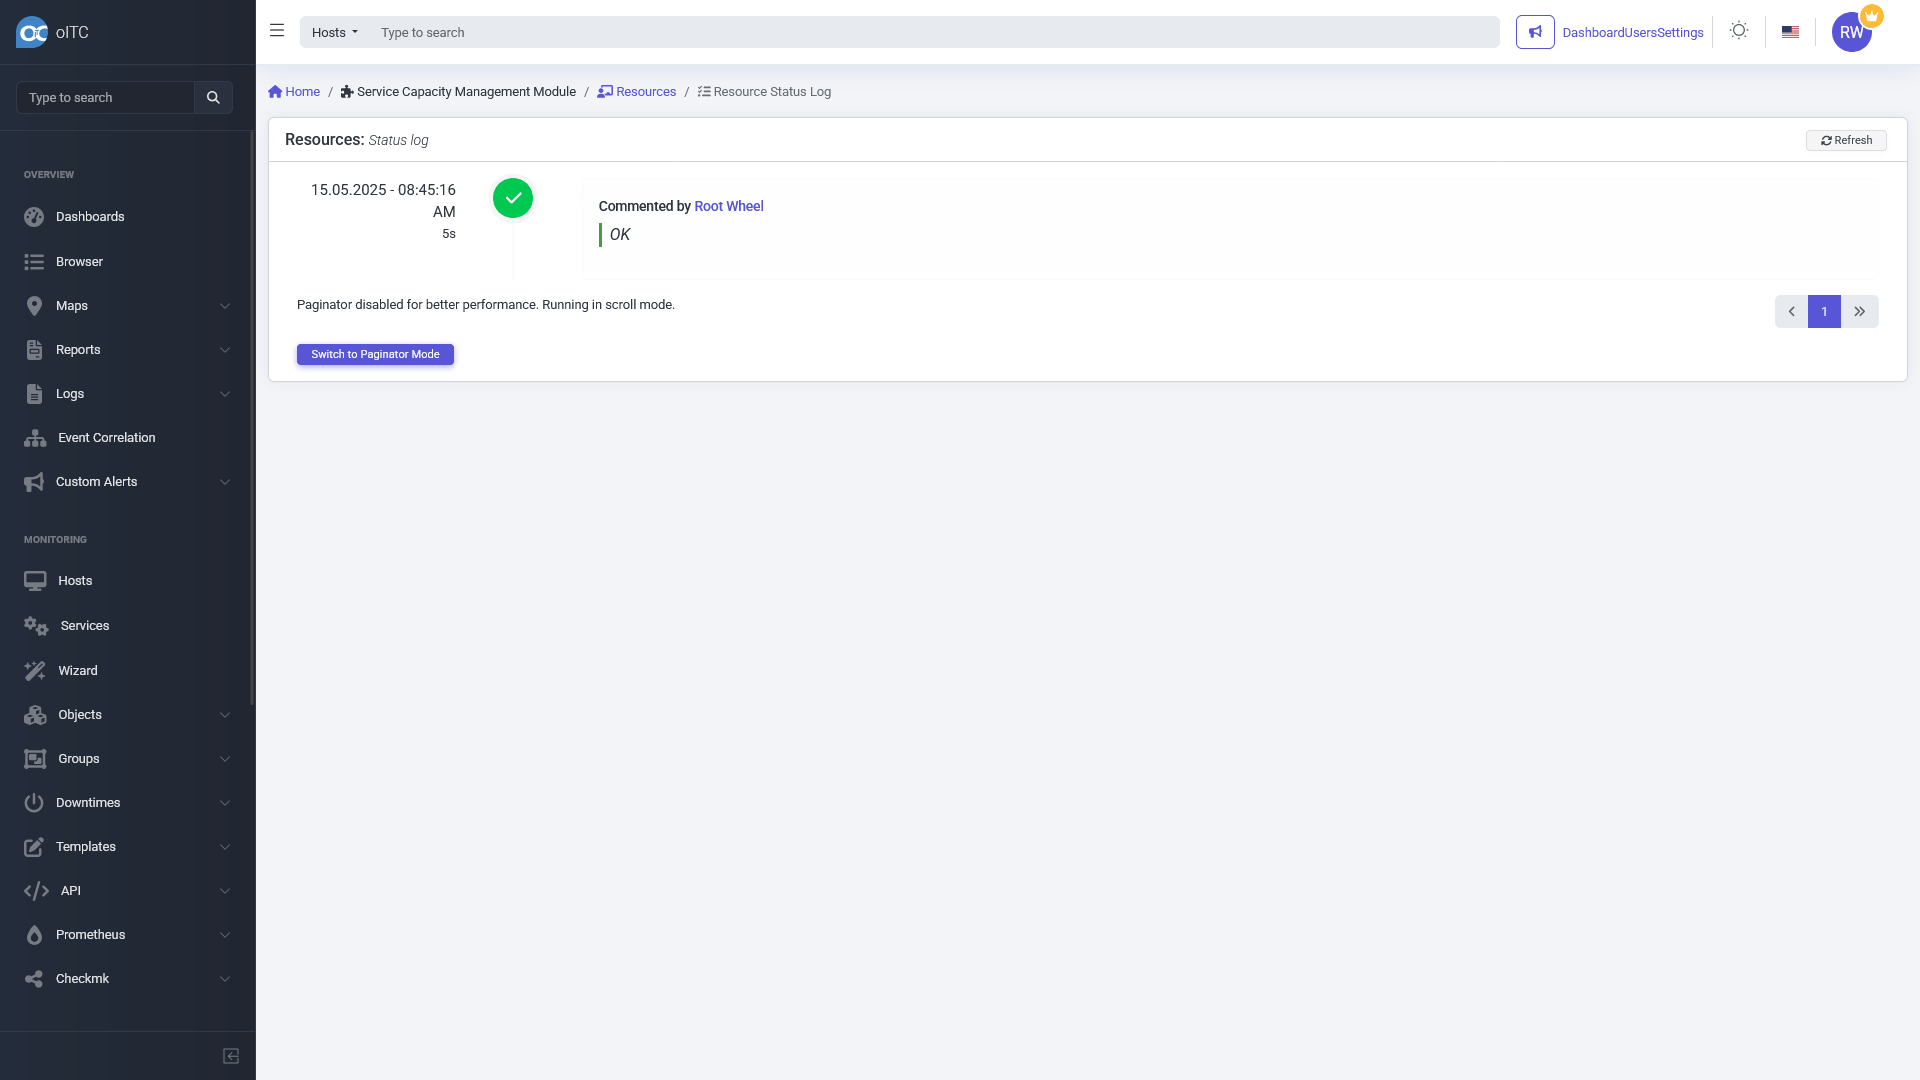 oITC
Type to search
OVERVIEW
Dashboards
Browser
Maps
Reports
Logs
Event Correlation
Custom Alerts
MONITORING
Hosts
Services
Wizard
Objects
Groups
Downtimes
Templates
API
Prometheus
Checkmk
Hosts Type to search
DashboardUsersSettings
RW
Home / Service Capacity Management Module / Resources / Resource Status Log
Resources: Status log
Refresh
15.05.2025 - 08:45:16
AM
5s
Commented by Root Wheel
OK
Paginator disabled for better performance. Running in scroll mode.
1
Switch to Paginator Mode